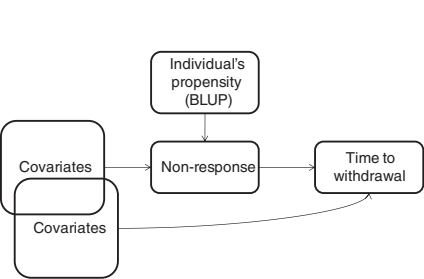 Individual's
propensity
(BLUP)
Covariates
Non-response
Time to
withdrawal
Covariates